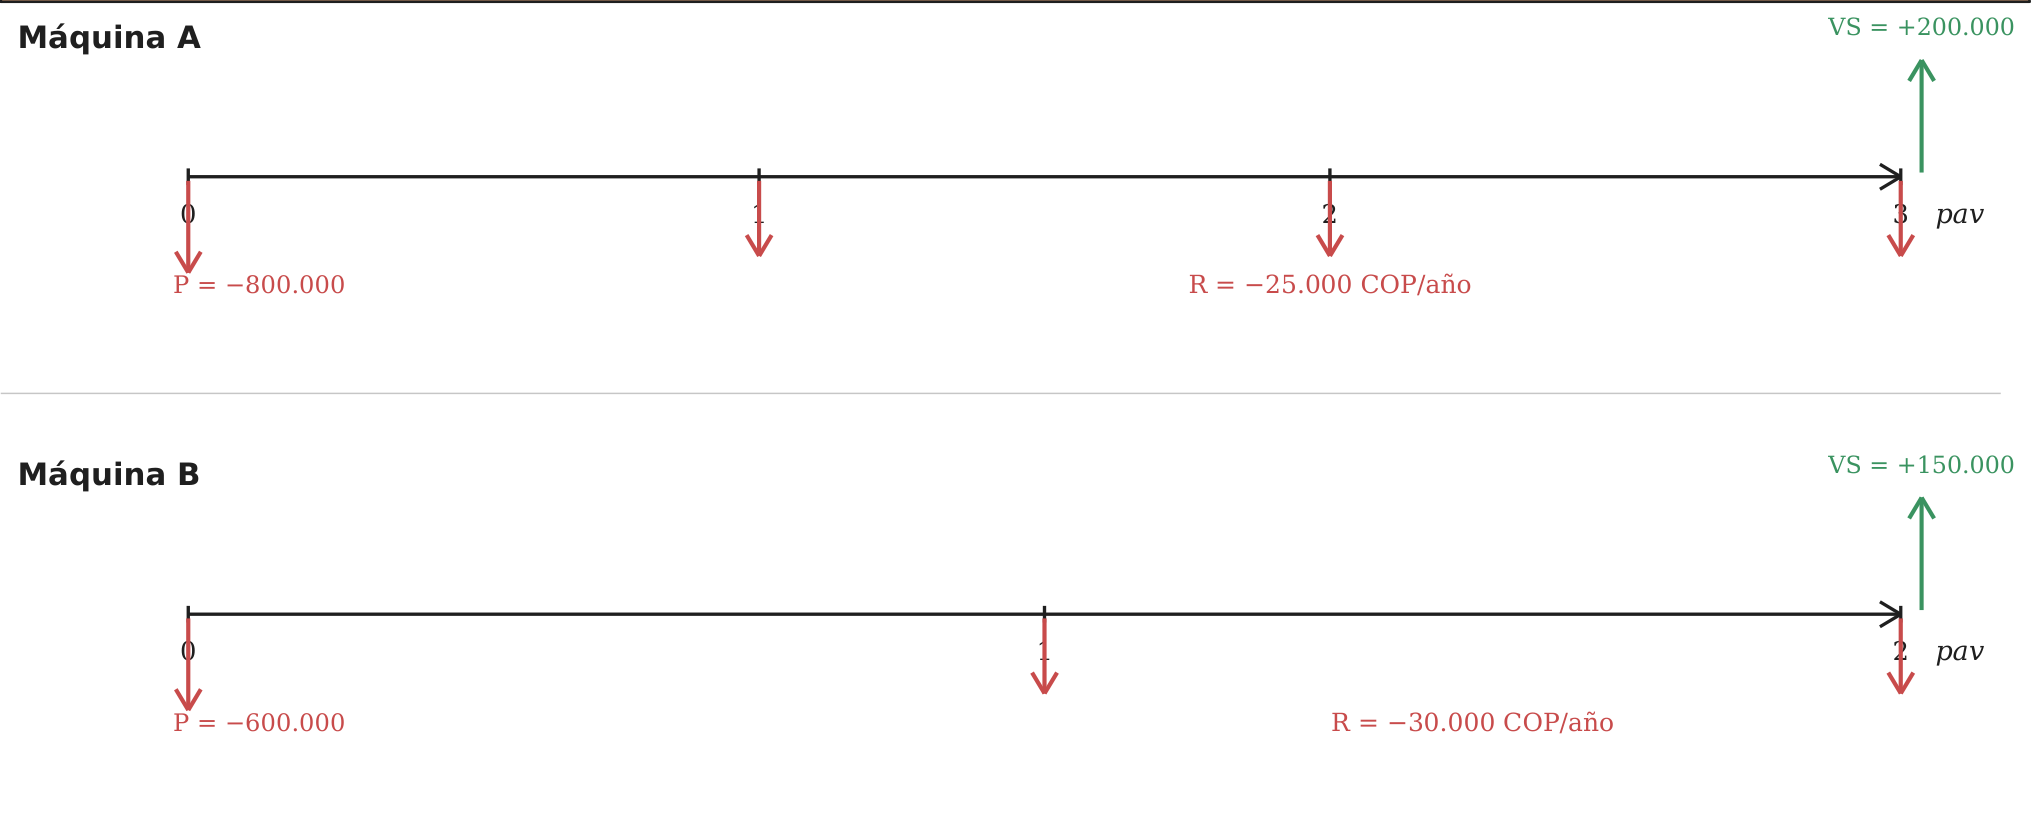 Máquina A
VS = +200.000
0 1 2 3 pav
P = −800.000 R = −25.000 COP/año
Máquina B
VS = +150.000
0 1 2 pav
P = −600.000 R = −30.000 COP/año